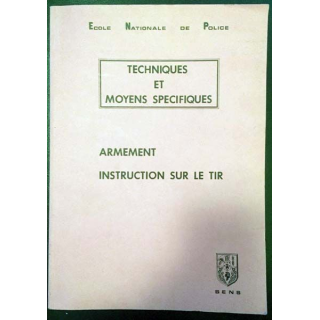 ECOLE NATIONALE DE POLICE
TECHNIQUES
ET
MOYENS SPECIFIQUES
ARMEMENT
INSTRUCTION SUR LE TIR
SENS